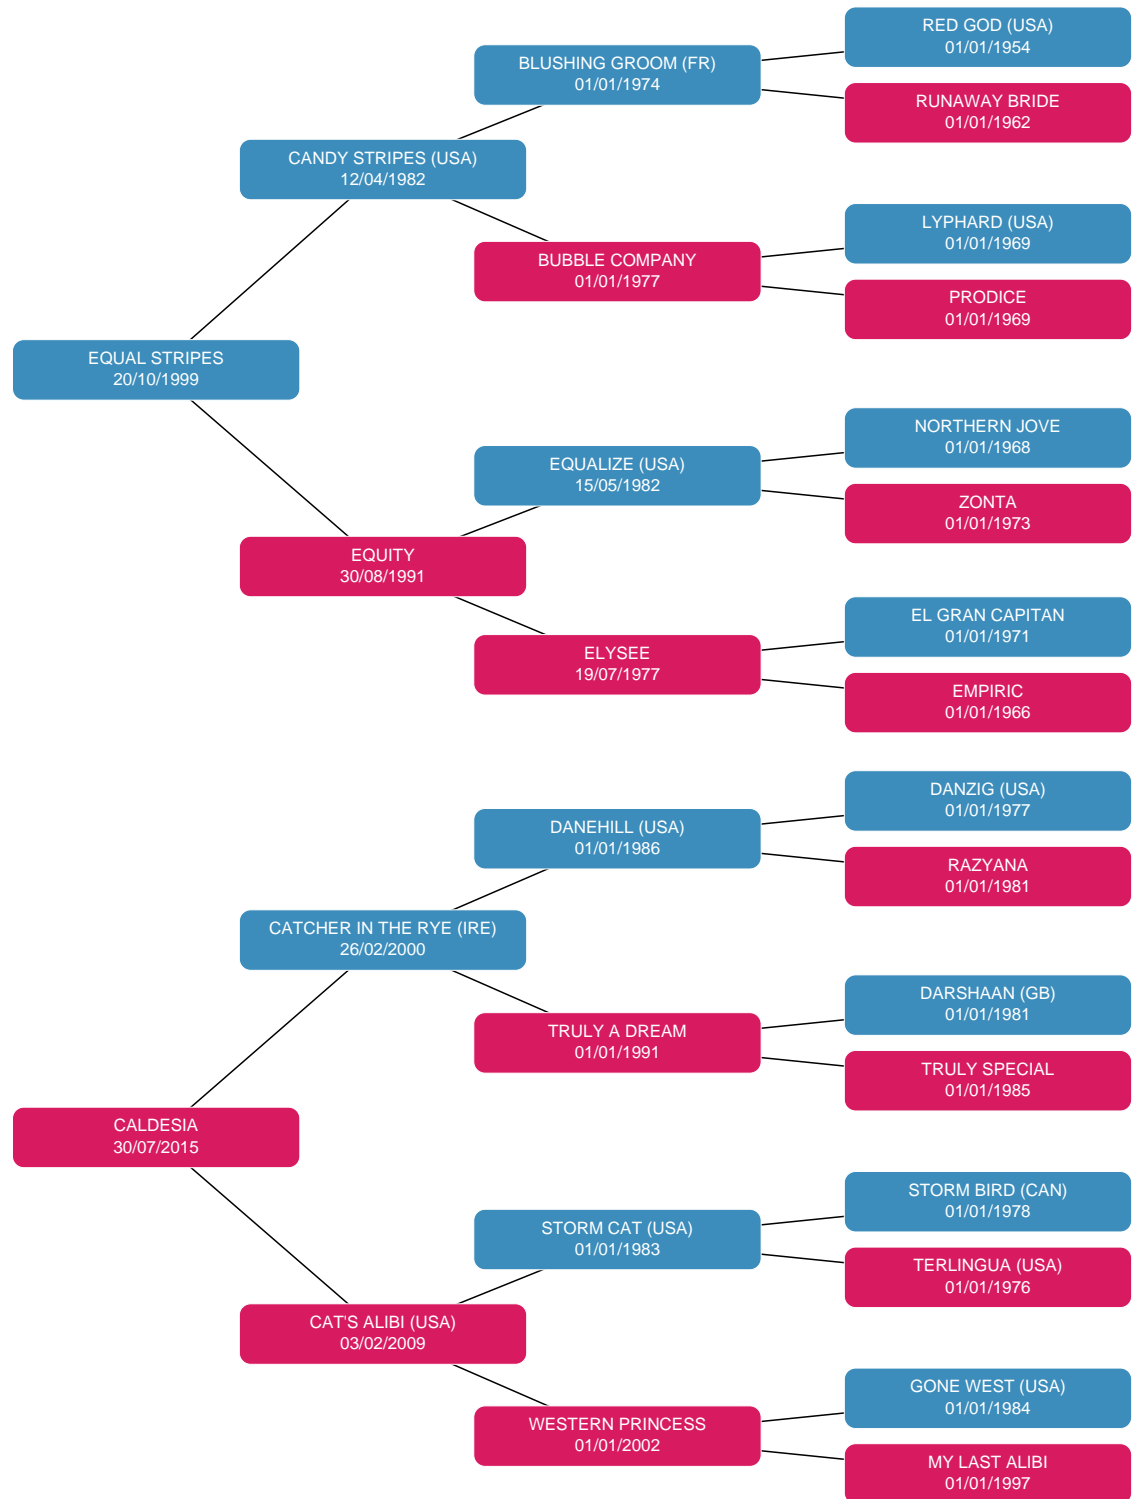 RED GOD (USA)
01/01/1954
BLUSHING GROOM (FR)
01/01/1974
RUNAWAY BRIDE
01/01/1962
CANDY STRIPES (USA)
12/04/1982
LYPHARD (USA)
01/01/1969
BUBBLE COMPANY
01/01/1977
PRODICE
01/01/1969
EQUAL STRIPES
20/10/1999
NORTHERN JOVE
01/01/1968
EQUALIZE (USA)
15/05/1982
ZONTA
01/01/1973
EQUITY
30/08/1991
EL GRAN CAPITAN
01/01/1971
ELYSEE
19/07/1977
EMPIRIC
01/01/1966
DANZIG (USA)
01/01/1977
DANEHILL (USA)
01/01/1986
RAZYANA
01/01/1981
CATCHER IN THE RYE (IRE)
26/02/2000
DARSHAAN (GB)
01/01/1981
TRULY A DREAM
01/01/1991
TRULY SPECIAL
01/01/1985
CALDESIA
30/07/2015
STORM BIRD (CAN)
01/01/1978
STORM CAT (USA)
01/01/1983
TERLINGUA (USA)
01/01/1976
CAT'S ALIBI (USA)
03/02/2009
GONE WEST (USA)
01/01/1984
WESTERN PRINCESS
01/01/2002
MY LAST ALIBI
01/01/1997